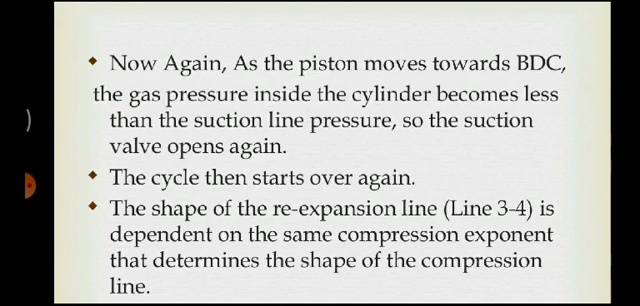 Now Again, As the piston moves towards BDC,
the gas pressure inside the cylinder becomes less
than the suction line pressure, so the suction
valve opens again.
The cycle then starts over again.
The shape of the re-expansion line (Line 3-4) is
dependent on the same compression exponent
that determines the shape of the compression
line.